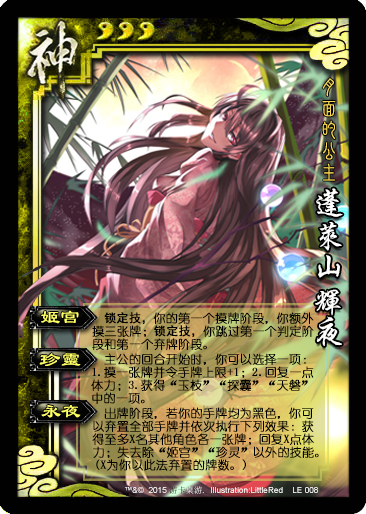 神
月面的公主
蓬萊山 輝夜
姬宫
锁定技,你的第一个摸牌阶段,你额外
摸三张牌;锁定技,你跳过第一个判定阶
段和第一个弃牌阶段。
珍靈
主公的回合开始时,你可以选择一项:
1.摸一张牌并令手牌上限+1;2.回复一点
体力;3.获得“玉枝”“探囊”“天磐”
中的一项。
永夜
出牌阶段,若你的手牌均为黑色,你可
以弃置全部手牌并依次执行下列效果:获
得至多X名其他角色各一张牌;回复X点体
力;失去除“姬宫”“珍灵”以外的技能。
(X为你以此法弃置的牌数。)
™&© 2015 桌游. Illustration:LittleRed LE 008